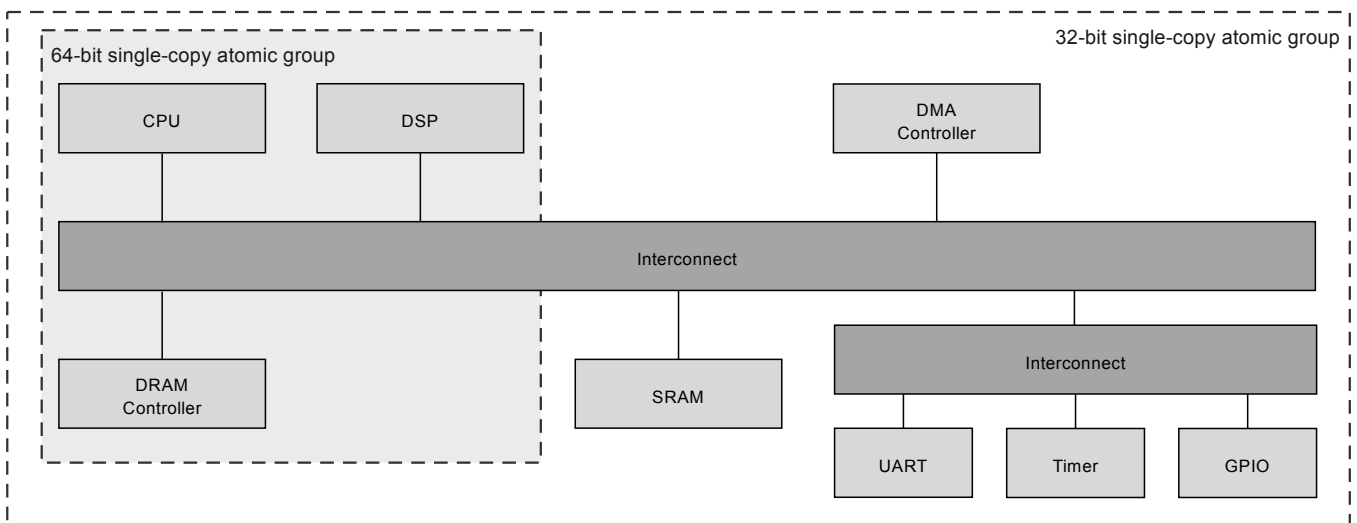 32-bit single-copy atomic group
64-bit single-copy atomic group
CPU
DSP
DMA
Controller
Interconnect
DRAM
Controller
SRAM
Interconnect
UART
Timer
GPIO